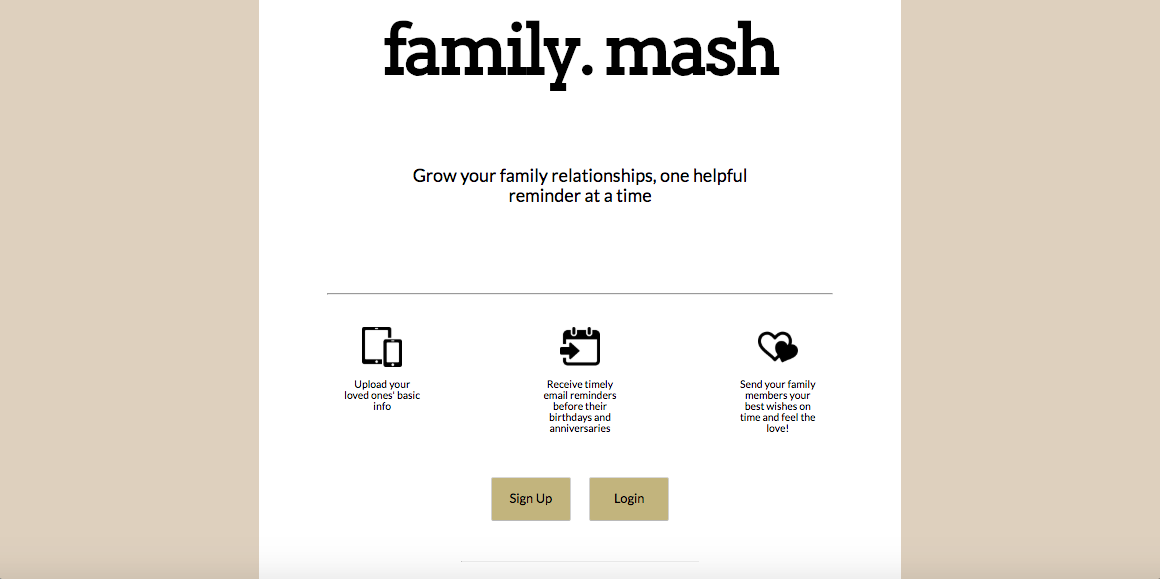 family. mash
Grow your family relationships, one helpful
reminder at a time
Upload your
loved ones' basic
info
Receive timely
email reminders
before their
birthdays and
anniversaries
Send your family
members your
best wishes on
time and feel the
love!
Sign Up
Login